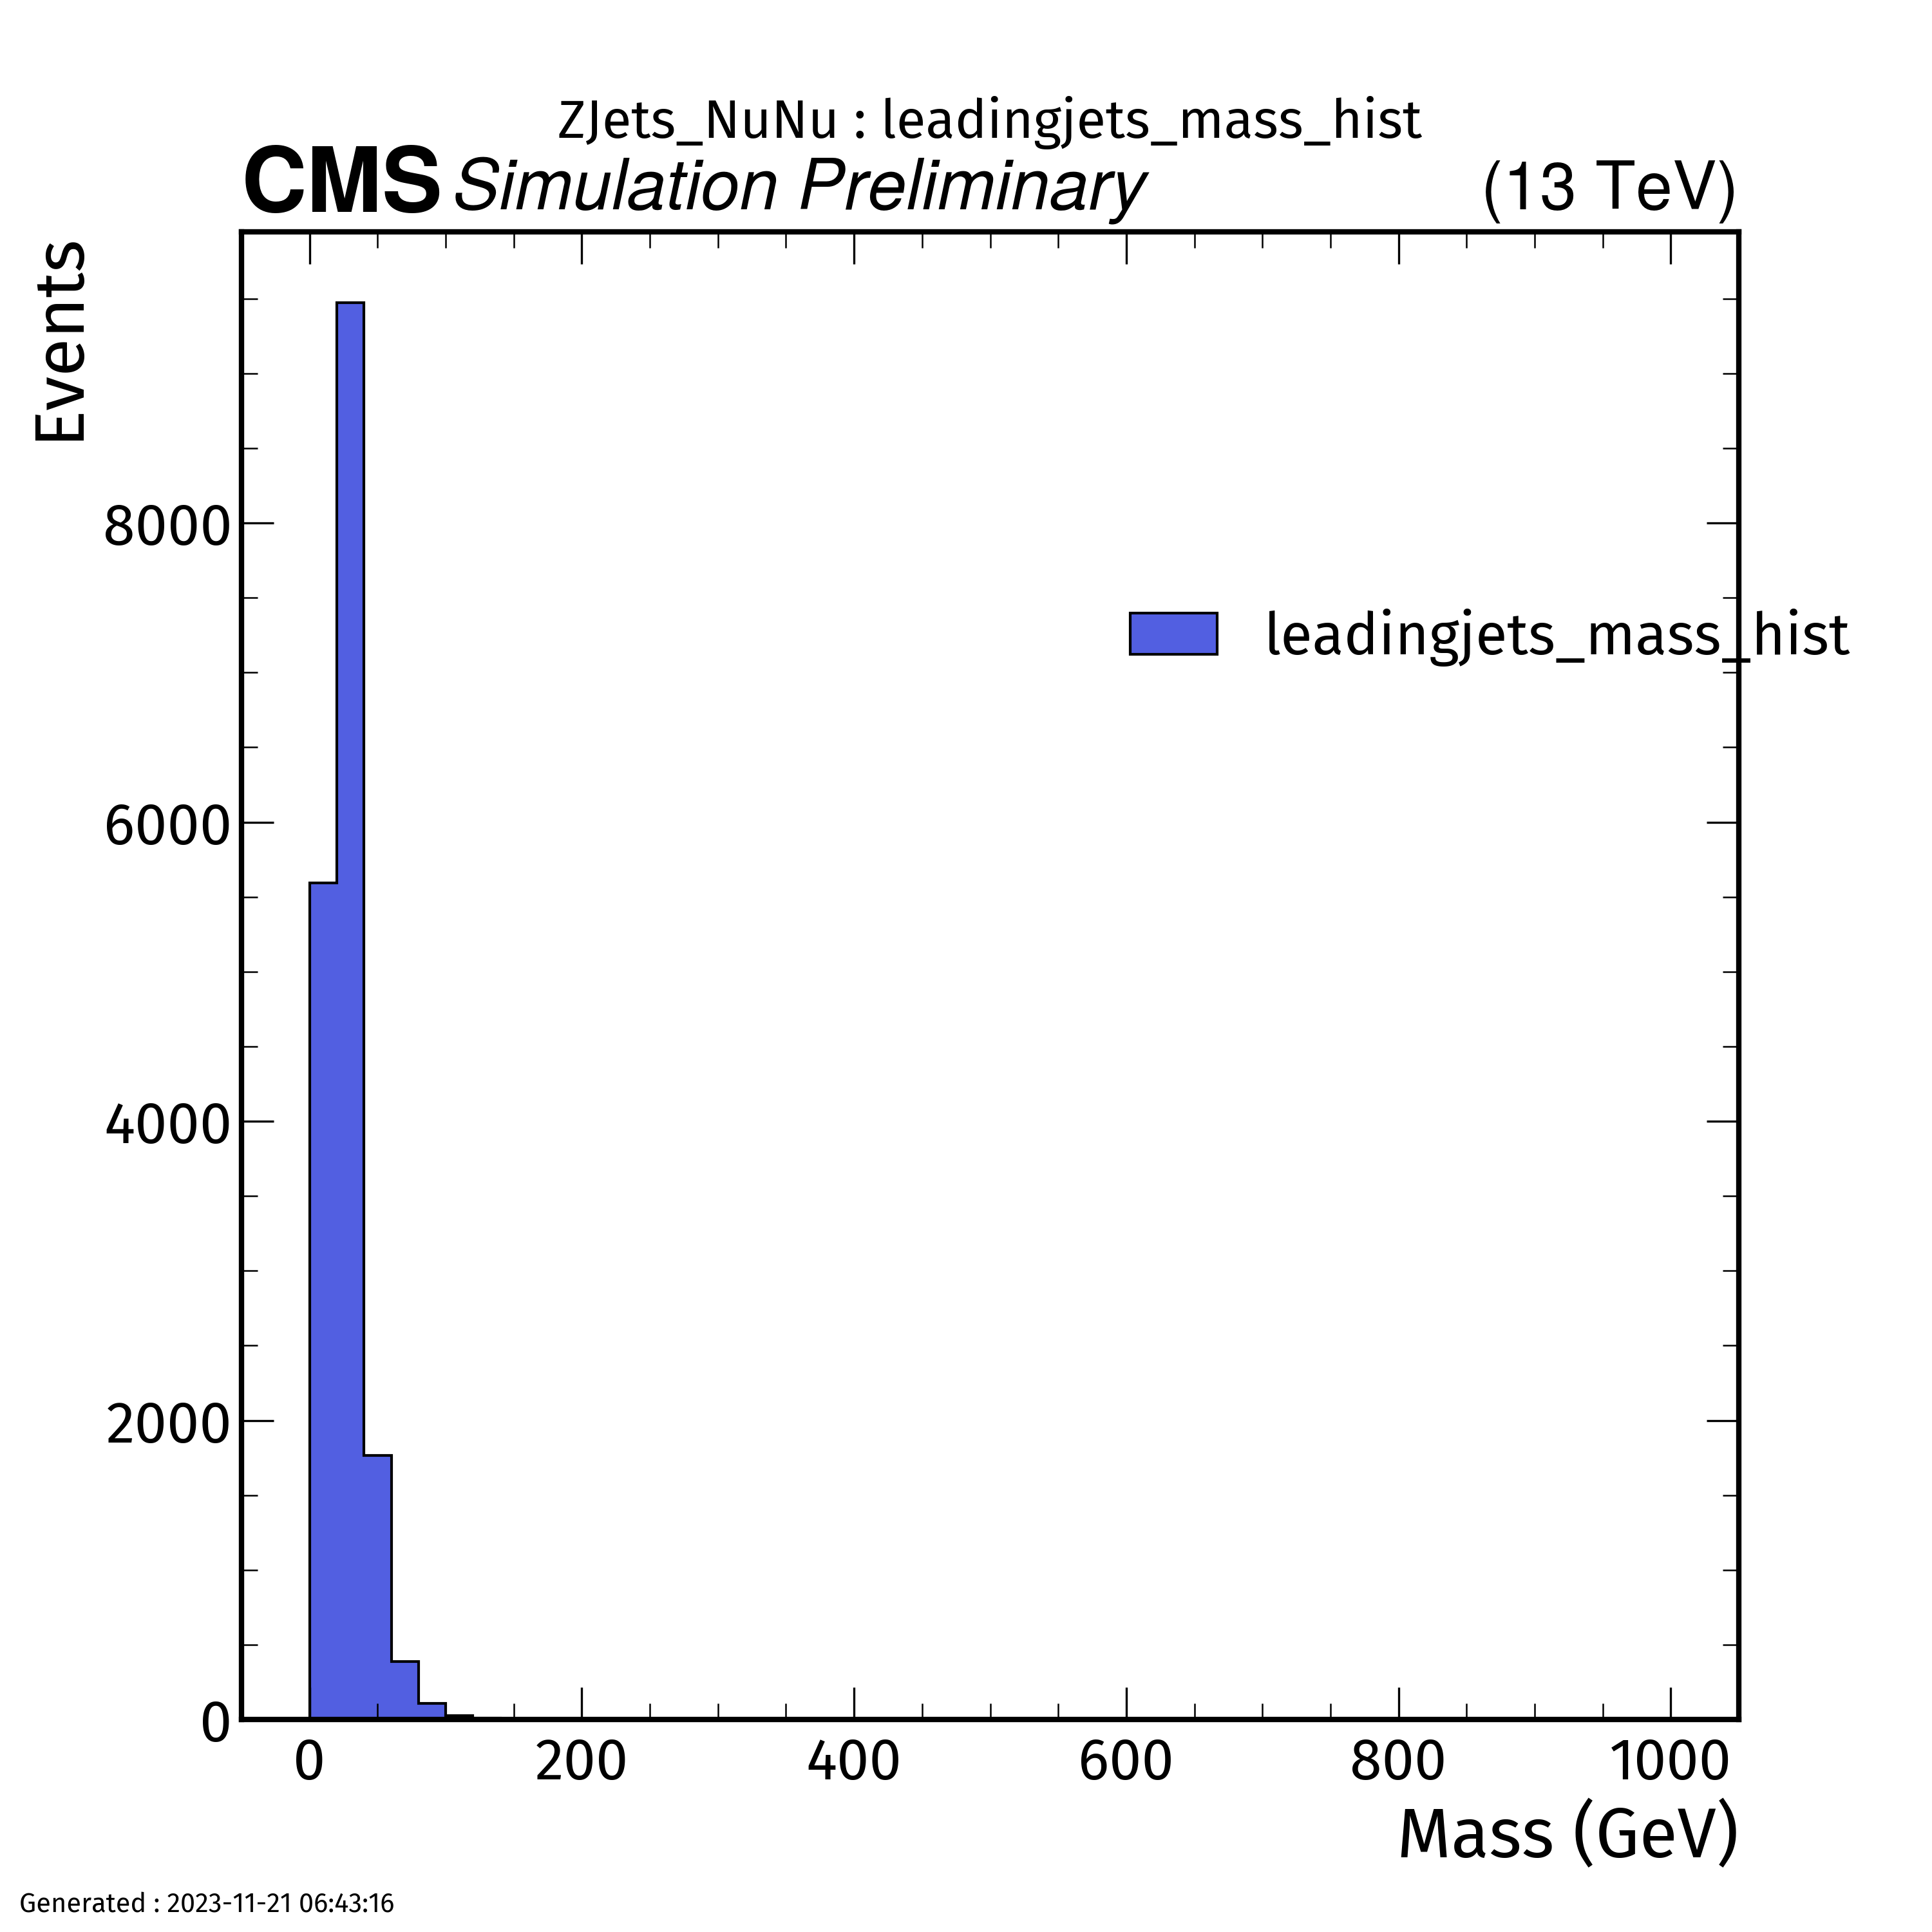 ZJets_NuNu : leadingjets_mass_hist
CMS Simulation Preliminary (13 TeV)
Events
8000
leadingjets_mass_hist
6000
4000
2000
0
0 200 400 600 800 1000
Mass (GeV)
Generated : 2023-11-21 06:43:16